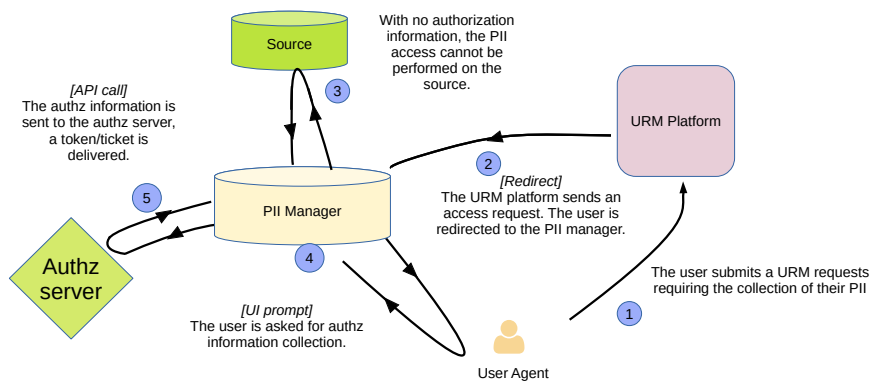 Source
With no authorization
information, the PII
access cannot be
performed on the
source.
3
[API call]
The authz information is
sent to the authz server,
a token/ticket is
delivered.
URM Platform
2
[Redirect]
The URM platform sends an
access request. The user is
redirected to the PII manager.
5
PII Manager
4
Authz
server
[UI prompt]
The user is asked for authz
information collection.
The user submits a URM requests
requiring the collection of their PII
1
User Agent